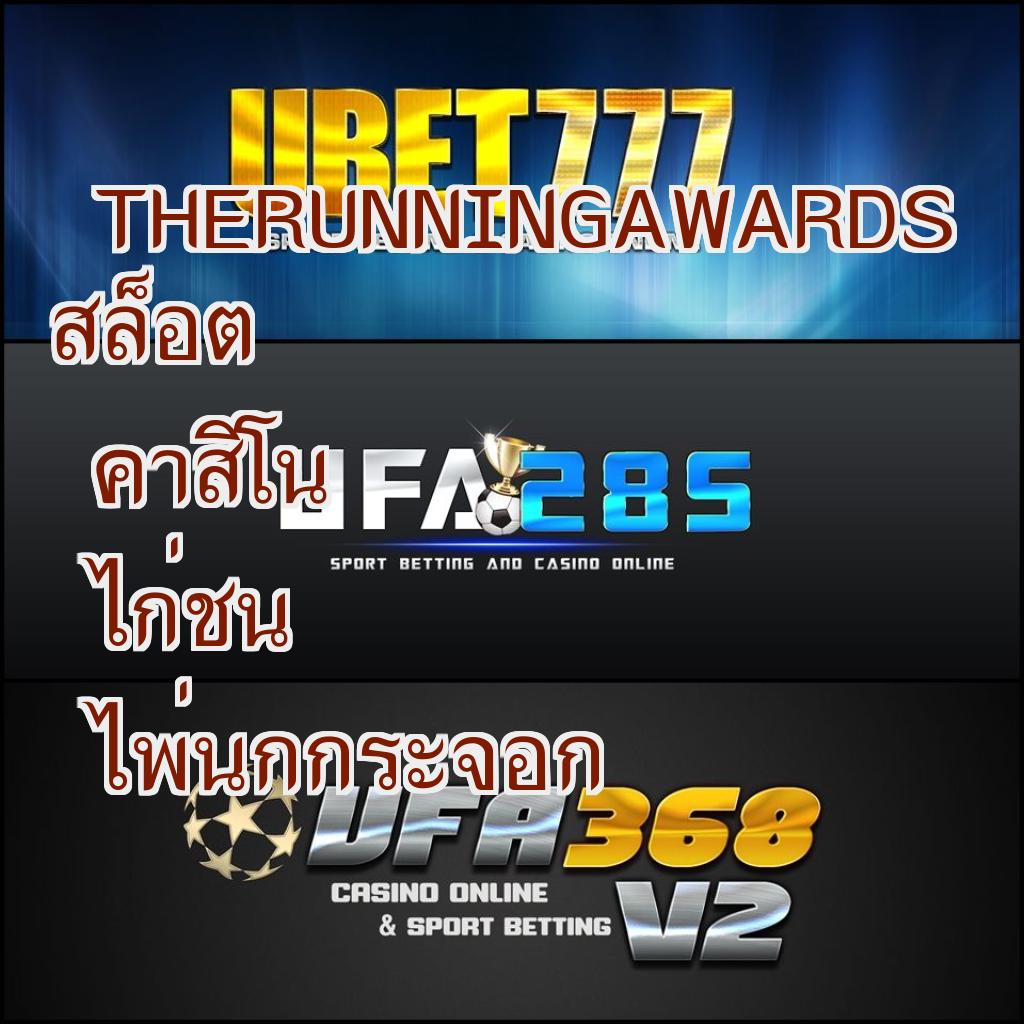 UBET777
THERUNNINGAWARDS
สล็อต
คาสิโน
UFA285
SPORT BETTING AND CASINO ONLINE
ไก่ชน
ไพ่นกกระจอก
UFA368
CASINO ONLINE
& SPORT BETTING
V2